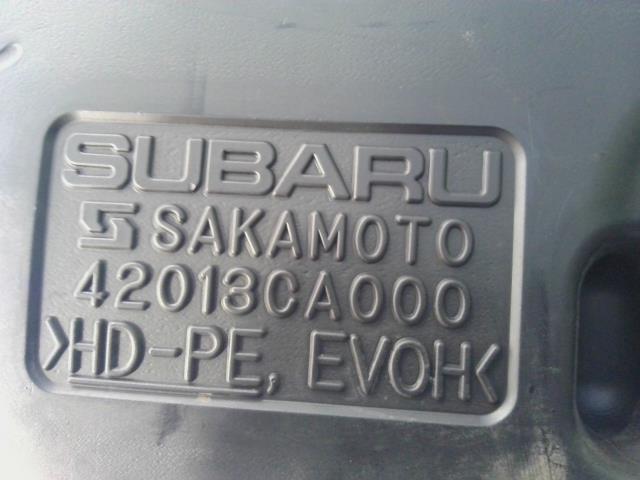 SUBARU
SAKAMOTO
42013CA000
>HD-PE, EVOH<